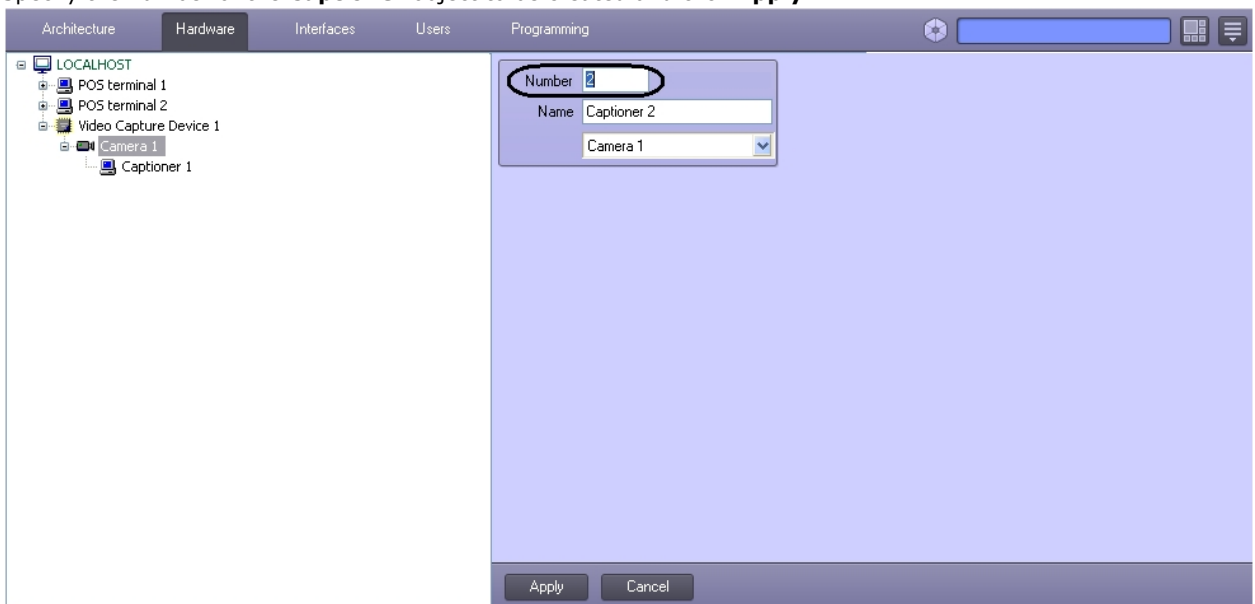 Architecture Hardware Interfaces Users Programming
LOCALHOST
POS terminal 1
POS terminal 2
Video Capture Device 1
Camera 1
Captioner 1
Number 2
Name Captioner 2
Camera 1
Apply Cancel